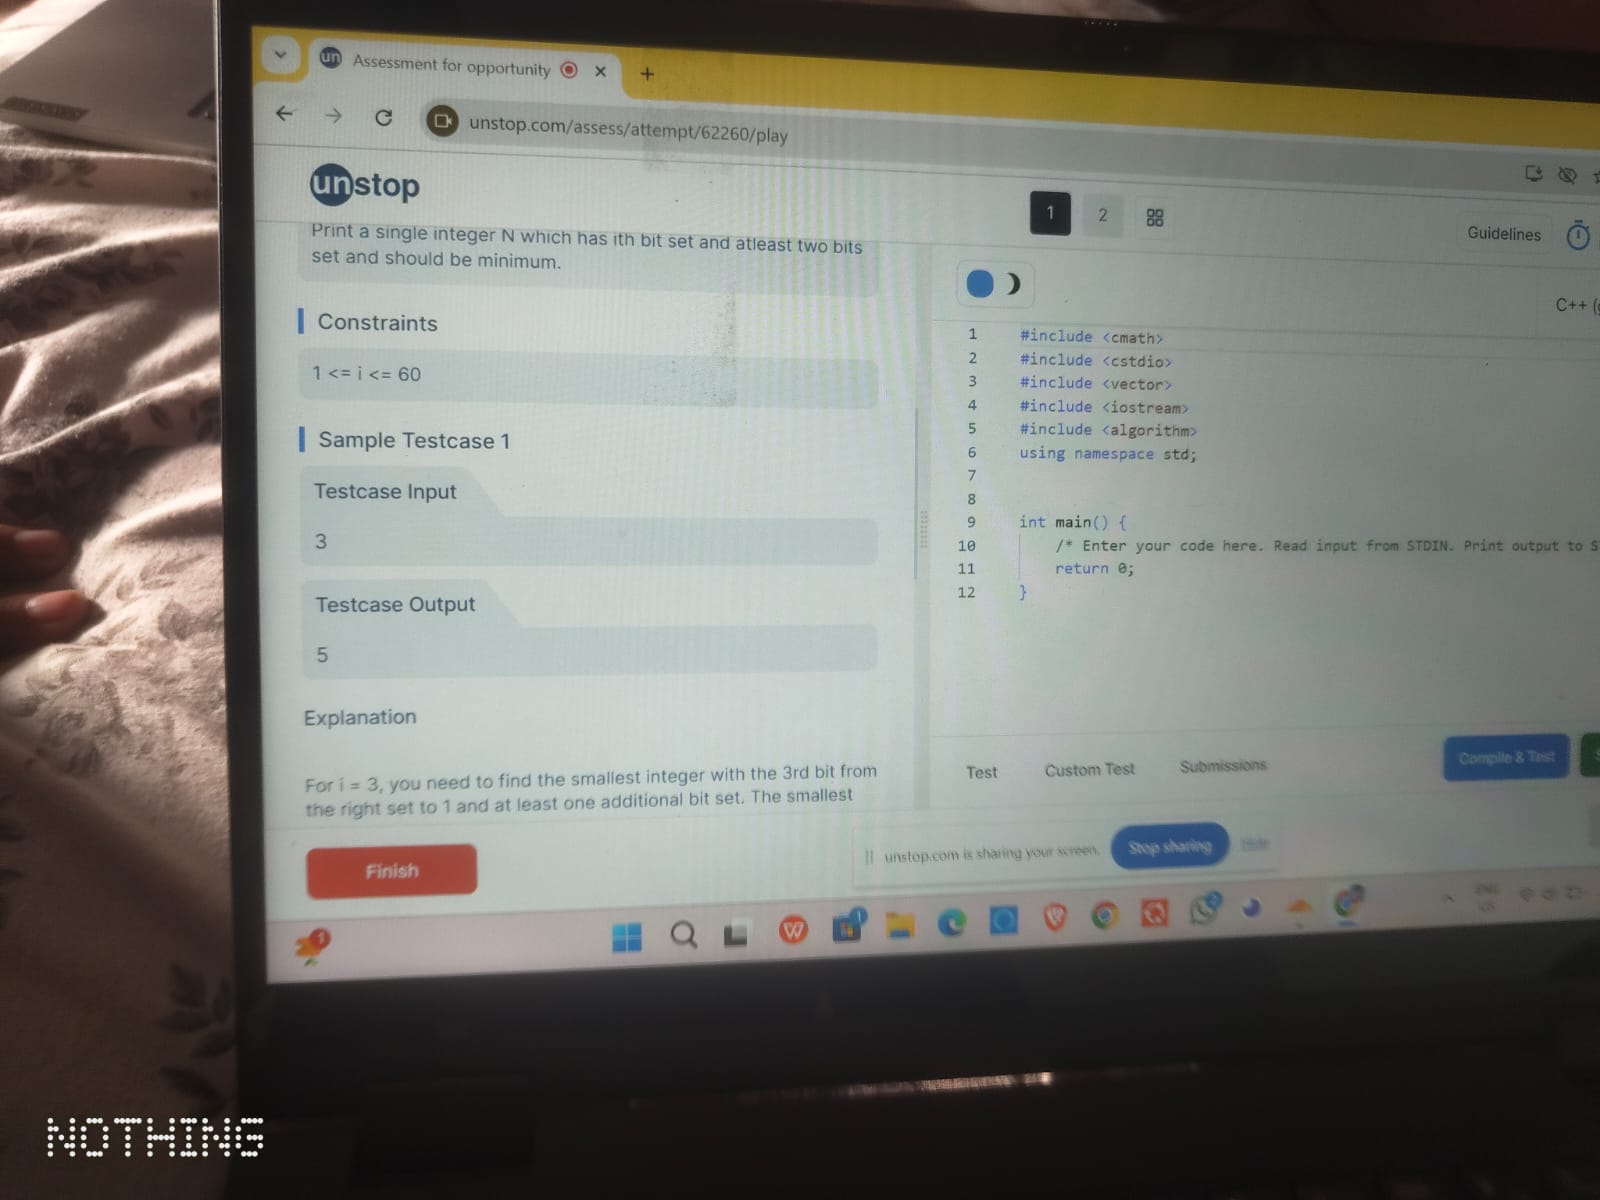 un Assessment for opportunity
unstop.com/assess/attempt/62260/play
unstop
1 2
Guidelines
Print a single integer N which has ith bit set and atleast two bits
set and should be minimum.
Constraints
1 <= i <= 60
Sample Testcase 1
Testcase Input
3
Testcase Output
5
Explanation
For i = 3, you need to find the smallest integer with the 3rd bit from
the right set to 1 and at least one additional bit set. The smallest
Finish
C++ (
1 #include <cmath>
2 #include <cstdio>
3 #include <vector>
4 #include <iostream>
5 #include <algorithm>
6 using namespace std;
7
8
9 int main() {
10 /* Enter your code here. Read input from STDIN. Print output to S
11 return 0;
12 }
Test Custom Test Submissions
Compile & Test
unstop.com is sharing your screen. Stop sharing Hide
1
1
NOTHING